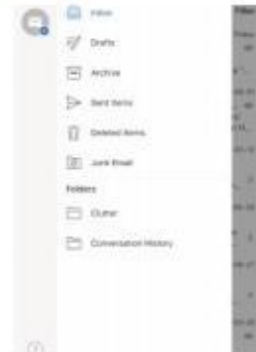 Inbox
Drafts
Archive
Sent Items
Deleted Items
Junk Email
Folders
Clutter
Conversation History